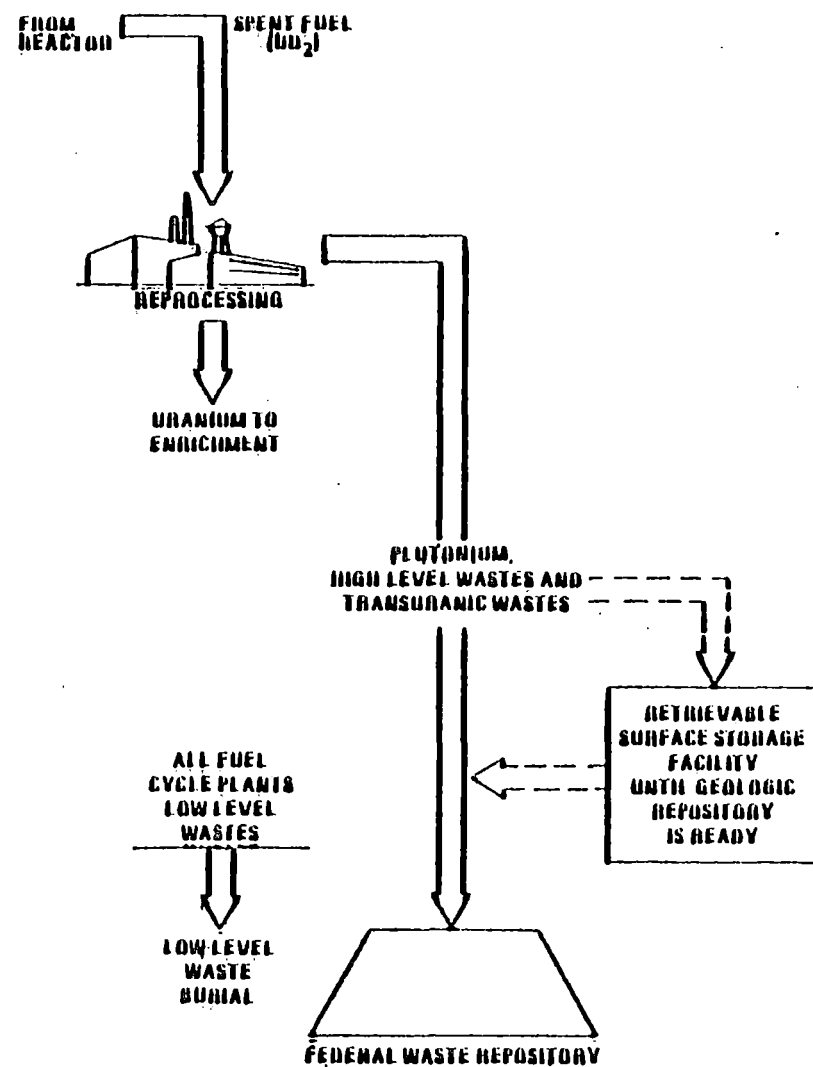 FROM
REACTOR
SPENT FUEL
(UO2)
REPROCESSING
URANIUM TO
ENRICHMENT
PLUTONIUM,
HIGH LEVEL WASTES AND
TRANSURANIC WASTES
RETRIEVABLE
SURFACE STORAGE
FACILITY
UNTIL GEOLOGIC
REPOSITORY
IS READY
ALL FUEL
CYCLE PLANTS
LOW LEVEL
WASTES
LOW-LEVEL
WASTE
BURIAL
FEDERAL WASTE REPOSITORY